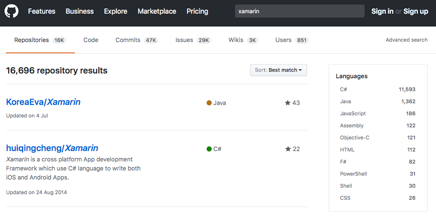 Features Business Explore Marketplace Pricing xamarin Sign in or Sign up
Repositories 16K Code Commits 47K Issues 29K Wikis 3K Users 851 Advanced search
16,696 repository results Sort: Best match
KoreaEva/Xamarin Java 43
Updated on 4 Jul
huiqingcheng/Xamarin C# 22
Xamarin is a cross platform App development
Framework which use C# language to write both
iOS and Android Apps.
Updated on 24 Aug 2014
Languages
C# 11,593
Java 1,362
JavaScript 186
Assembly 122
Objective-C 121
HTML 112
F# 82
PowerShell 31
Shell 30
CSS 28